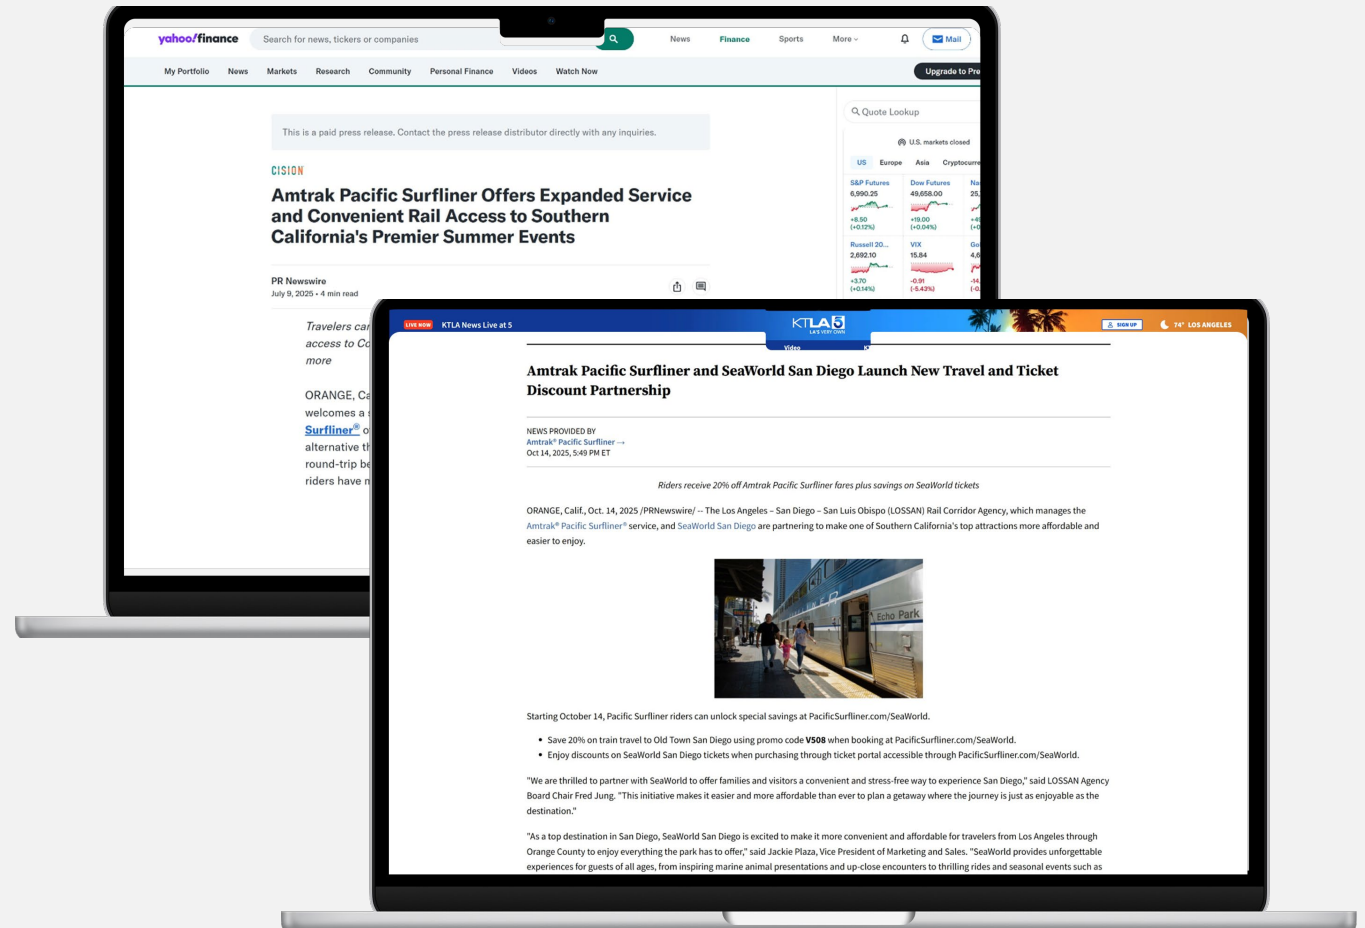 yahoo!finance
Search for news, tickers or companies
News Finance Sports More
Mail
My Portfolio News Markets Research Community Personal Finance Videos Watch Now
Upgrade to Pre
Quote Lookup
This is a paid press release. Contact the press release distributor directly with any inquiries.
U.S. markets closed
US Europe Asia Cryptocurre
CISION
Amtrak Pacific Surfliner Offers Expanded Service
and Convenient Rail Access to Southern
California's Premier Summer Events
S&P Futures Dow Futures Na
6,990.25 49,658.00 25,
+8.50 +19.00
(+0.12%) (+0.04%)
Russell 20... VIX Go
2,692.10 15.84 4,6
+3.70 -0.91 -14
(+0.14%) (-5.43%)
PR Newswire
July 9, 2025 • 4 min read
Travelers ca
access to Co
more
ORANGE, Ca
welcomes a s
Surfliner® o
alternative th
round-trip be
riders have m
LIVE NOW KTLA News Live at 5
KTLA 5
LA'S VERY OWN
SIGN UP
74° LOS ANGELES
Video
Amtrak Pacific Surfliner and SeaWorld San Diego Launch New Travel and Ticket
Discount Partnership
NEWS PROVIDED BY
Amtrak® Pacific Surfliner →
Oct 14, 2025, 5:49 PM ET
Riders receive 20% off Amtrak Pacific Surfliner fares plus savings on SeaWorld tickets
ORANGE, Calif., Oct. 14, 2025 /PRNewswire/ -- The Los Angeles – San Diego – San Luis Obispo (LOSSAN) Rail Corridor Agency, which manages the
Amtrak® Pacific Surfliner® service, and SeaWorld San Diego are partnering to make one of Southern California's top attractions more affordable and
easier to enjoy.
Echo Park
Starting October 14, Pacific Surfliner riders can unlock special savings at PacificSurfliner.com/SeaWorld.
• Save 20% on train travel to Old Town San Diego using promo code V508 when booking at PacificSurfliner.com/SeaWorld.
• Enjoy discounts on SeaWorld San Diego tickets when purchasing through ticket portal accessible through PacificSurfliner.com/SeaWorld.
"We are thrilled to partner with SeaWorld to offer families and visitors a convenient and stress-free way to experience San Diego," said LOSSAN Agency
Board Chair Fred Jung. "This initiative makes it easier and more affordable than ever to plan a getaway where the journey is just as enjoyable as the
destination."
"As a top destination in San Diego, SeaWorld San Diego is excited to make it more convenient and affordable for travelers from Los Angeles through
Orange County to enjoy everything the park has to offer," said Jackie Plaza, Vice President of Marketing and Sales. "SeaWorld provides unforgettable
experiences for guests of all ages, from inspiring marine animal presentations and up-close encounters to thrilling rides and seasonal events such as